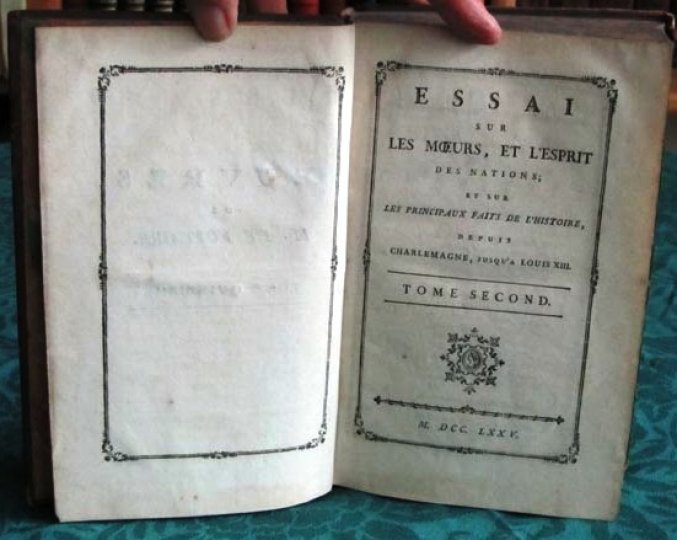 ESSAI
SUR
LES MŒURS, ET L'ESPRIT
DES NATIONS;
ET SUR
LES PRINCIPAUX FAITS DE L'HISTOIRE,
DEPUIS
CHARLEMAGNE, JUSQU'A LOUIS XIII.
TOME SECOND.
M. DCC. LXXV.